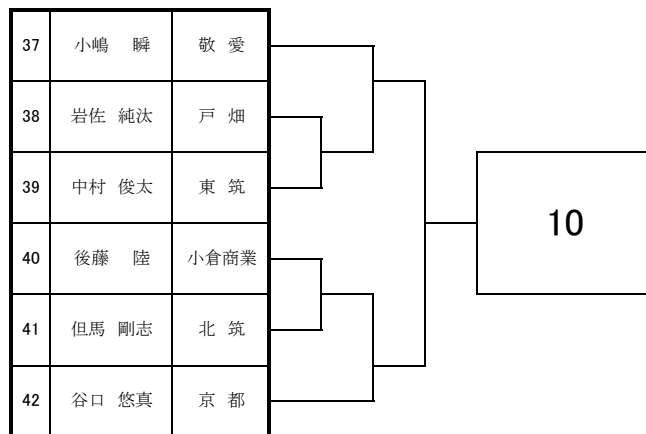 37 小嶋 瞬 敬 愛
38 岩佐 純汰 戸 畑
39 中村 俊太 東 筑
10
40 後藤 陸 小倉商業
41 但馬 剛志 北 筑
42 谷口 悠真 京 都